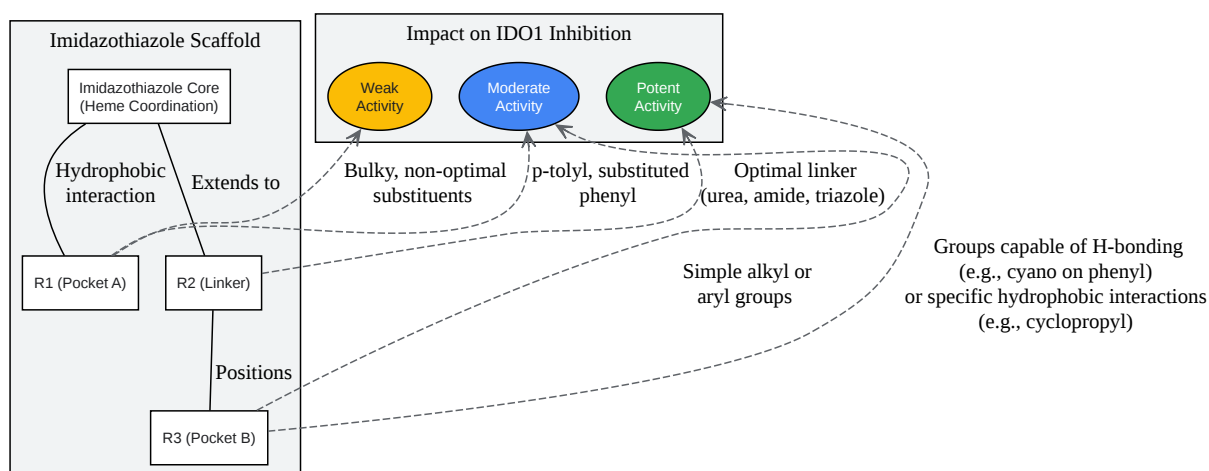 Imidazothiazole Scaffold
Imidazothiazole Core
(Heme Coordination)
Hydrophobic
interaction
Extends to
R1 (Pocket A)
R2 (Linker)
Positions
R3 (Pocket B)
Impact on IDO1 Inhibition
Weak
Activity
Moderate
Activity
Potent
Activity
Bulky, non-optimal
substituents
p-tolyl, substituted
phenyl
Optimal linker
(urea, amide, triazole)
Simple alkyl or
aryl groups
Groups capable of H-bonding
(e.g., cyano on phenyl)
or specific hydrophobic interactions
(e.g., cyclopropyl)